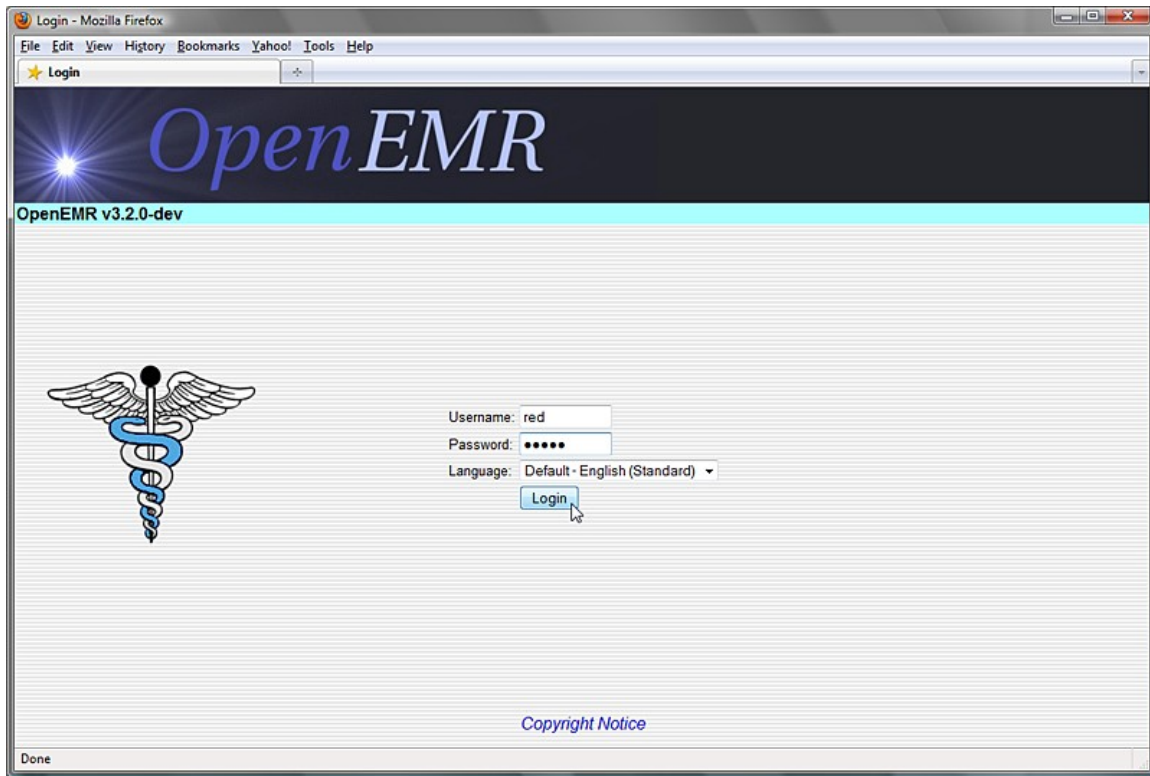 Login - Mozilla Firefox
File Edit View History Bookmarks Yahoo! Tools Help
Login
OpenEMR
OpenEMR v3.2.0-dev
Username: red
Password: •••••
Language: Default - English (Standard)
Login
Copyright Notice
Done